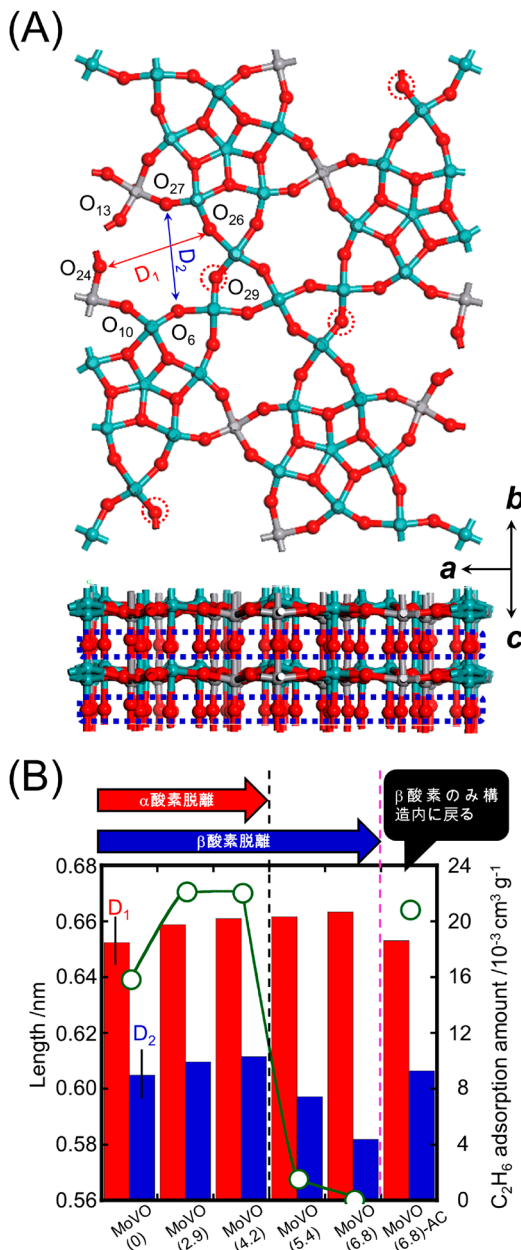 (A)
O27
O26
O13
O24
D1
D2
O29
O10
O6
b
a
c
(B)
α酸素脱離
β酸素脱離
β酸素のみ構
造内に戻る
0.68
0.66
0.64
0.62
0.60
0.58
0.56
Length /nm
D1
D2
24
20
16
12
8
4
0
C2H6 adsorption amount /10-3 cm3 g-1
MoVO
(0)
MoVO
(2.9)
MoVO
(4.2)
MoVO
(5.4)
MoVO
(6.8)
MoVO
(6.8)-AC